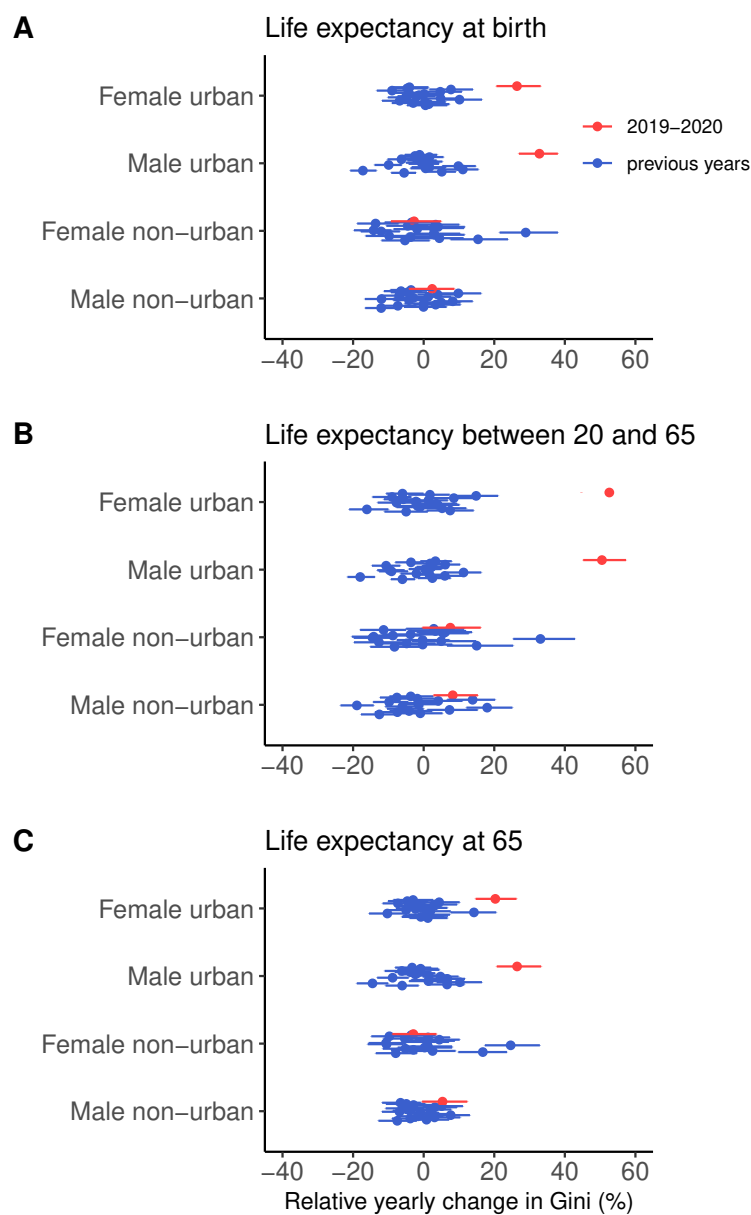 A Life expectancy at birth
Female urban
Male urban
Female non−urban
Male non−urban
2019−2020
previous years
−40 −20 0 20 40 60
B Life expectancy between 20 and 65
Female urban
Male urban
Female non−urban
Male non−urban
−40 −20 0 20 40 60
C Life expectancy at 65
Female urban
Male urban
Female non−urban
Male non−urban
−40 −20 0 20 40 60
Relative yearly change in Gini (%)